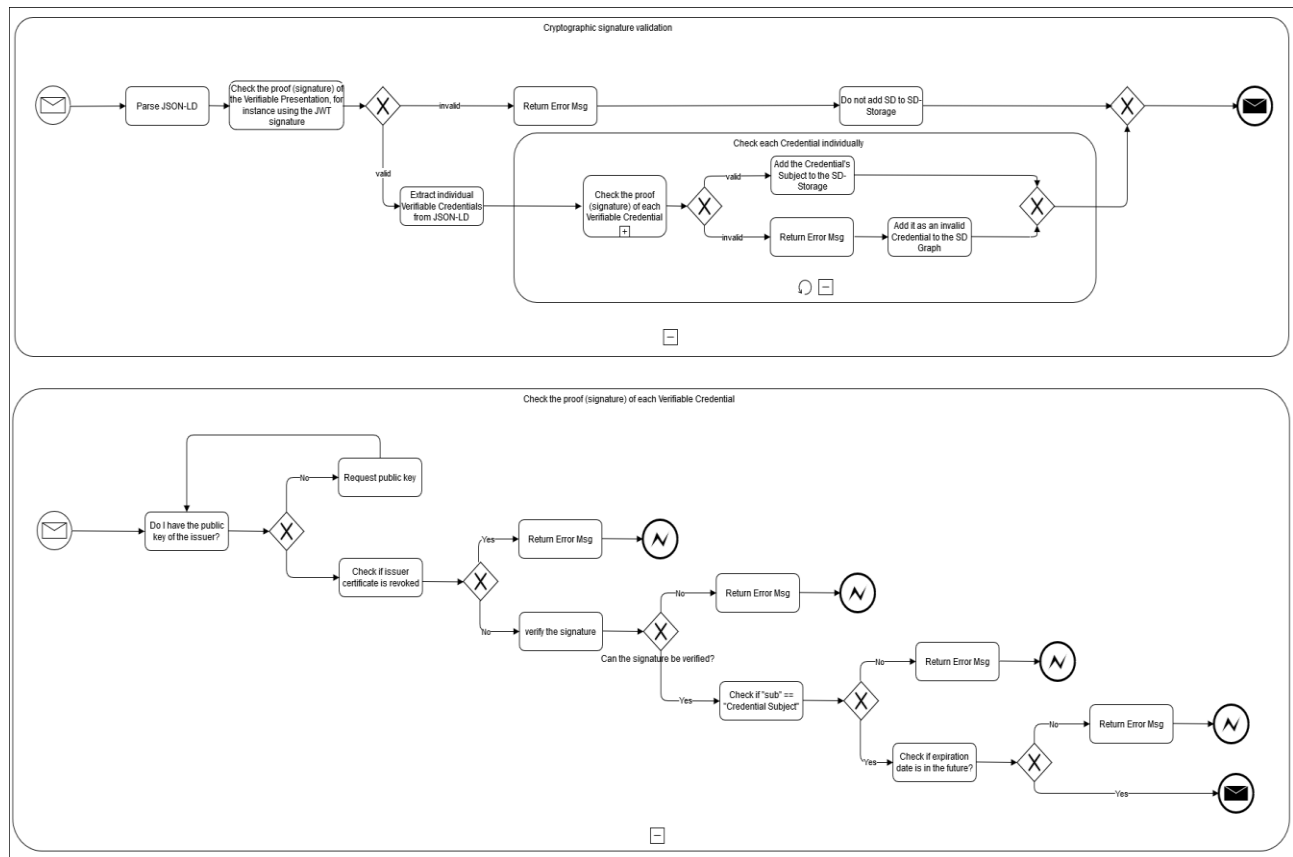 Cryptographic signature validation
Parse JSON-LD
Check the proof (signature) of
the Verifiable Presentation, for
instance using the JWT
signature
invalid
Return Error Msg
Do not add SD to SD-
Storage
valid
Extract individual
Verifiable Credentials
from JSON-LD
Check each Credential individually
Check the proof
(signature) of each
Verifiable Credential
valid
Add the Credential's
Subject to the SD-
Storage
invalid
Return Error Msg
Add it as an invalid
Credential to the SD
Graph
Check the proof (signature) of each Verifiable Credential
Do I have the public
key of the issuer?
No
Request public key
Check if issuer
certificate is revoked
Yes
Return Error Msg
No
verify the signature
Can the signature be verified?
No
Return Error Msg
Yes
Check if "sub" ==
"Credential Subject"
No
Return Error Msg
Yes
Check if expiration
date is in the future?
No
Return Error Msg
Yes